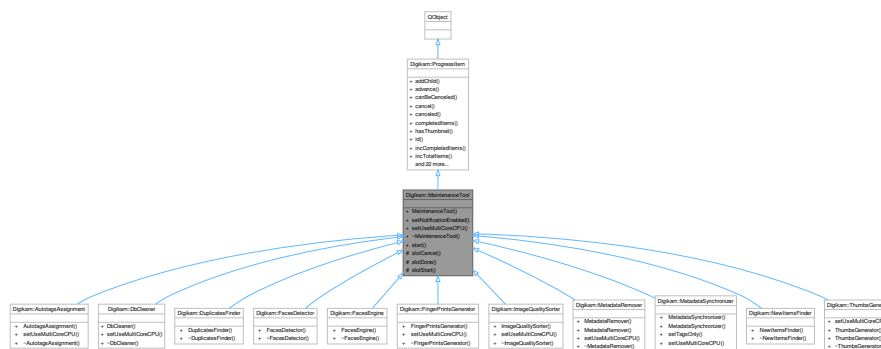 QObject
Digikam::ProgressItem
+ addChild()
+ advance()
+ canBeCanceled()
+ cancel()
+ canceled()
+ completedItems()
+ hasThumbnail()
+ id()
+ incCompletedItems()
+ incTotalItems()
and 22 more...
Digikam::MaintenanceTool
+ MaintenanceTool()
+ setNotificationEnabled()
+ setUseMultiCoreCPU()
+ ~MaintenanceTool()
+ start()
# slotCancel()
# slotDone()
# slotStart()
Digikam::AutotagsAssignment
+ AutotagsAssignment()
+ setUseMultiCoreCPU()
+ ~AutotagsAssignment()
Digikam::DbCleaner
+ DbCleaner()
+ setUseMultiCoreCPU()
+ ~DbCleaner()
Digikam::DuplicatesFinder
+ DuplicatesFinder()
+ ~DuplicatesFinder()
Digikam::FacesDetector
+ FacesDetector()
+ ~FacesDetector()
Digikam::FacesEngine
+ FacesEngine()
+ ~FacesEngine()
Digikam::FingerPrintsGenerator
+ FingerPrintsGenerator()
+ setUseMultiCoreCPU()
+ ~FingerPrintsGenerator()
Digikam::ImageQualitySorter
+ ImageQualitySorter()
+ setUseMultiCoreCPU()
+ ~ImageQualitySorter()
Digikam::MetadataRemover
+ MetadataRemover()
+ MetadataRemover()
+ setUseMultiCoreCPU()
+ ~MetadataRemover()
Digikam::MetadataSynchronizer
+ MetadataSynchronizer()
+ MetadataSynchronizer()
+ setTagsOnly()
+ setUseMultiCoreCPU()
Digikam::NewItemsFinder
+ NewItemsFinder()
+ ~NewItemsFinder()
Digikam::ThumbsGene
+ setUseMultiCoreC
+ ThumbsGenerator(
+ ThumbsGenerator(
+ ~ThumbsGenerator